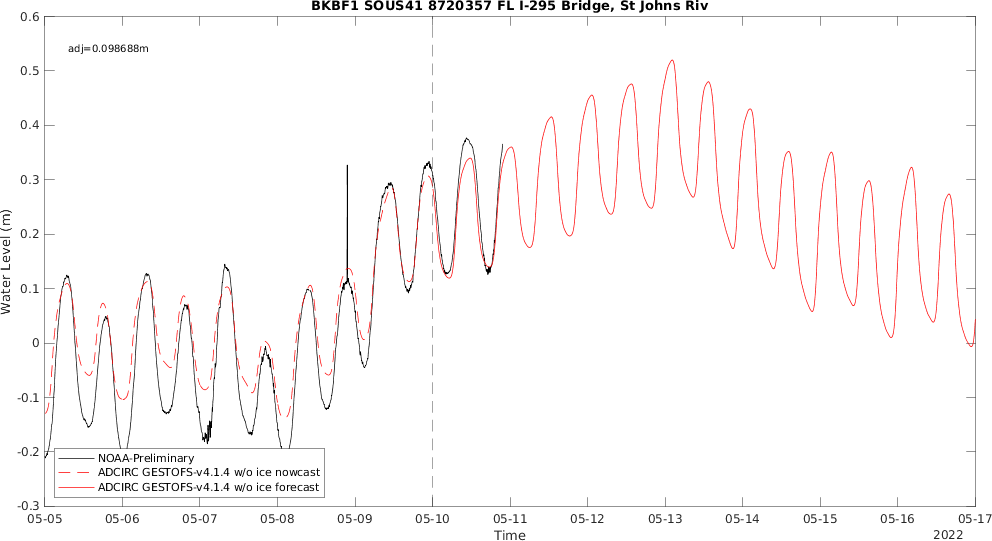 BKBF1 SOUS41 8720357 FL I-295 Bridge, St Johns Riv
adj=0.098688m
0.6
0.5
0.4
0.3
0.2
0.1
0
-0.1
-0.2
-0.3
Water Level (m)
NOAA-Preliminary
ADCIRC GESTOFS-v4.1.4 w/o ice nowcast
ADCIRC GESTOFS-v4.1.4 w/o ice forecast
05-05 05-06 05-07 05-08 05-09 05-10 05-11 05-12 05-13 05-14 05-15 05-16 05-17
Time
2022